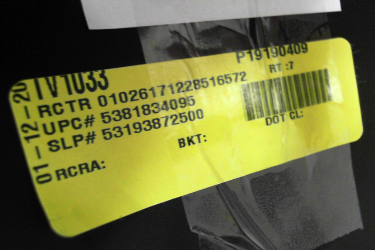 01-12-20
TV1033
P19190409
RCTR 01026171228516572
RT :7
UPC# 5381834095
SLP# 53193872500
DOT CL:
BKT:
RCRA: